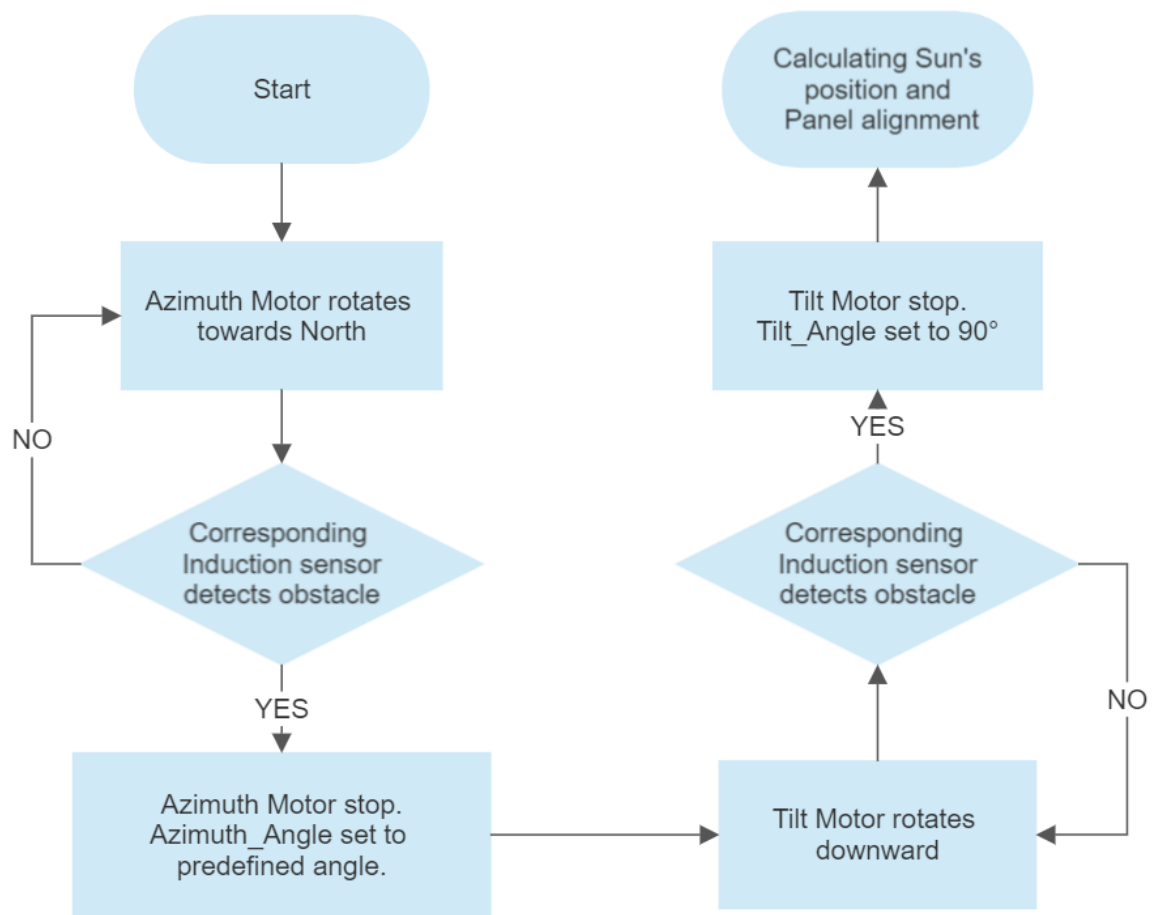 Start
Azimuth Motor rotates
towards North
NO
Corresponding
Induction sensor
detects obstacle
YES
Azimuth Motor stop.
Azimuth_Angle set to
predefined angle.
Tilt Motor rotates
downward
NO
Corresponding
Induction sensor
detects obstacle
YES
Tilt Motor stop.
Tilt_Angle set to 90°
Calculating Sun's
position and
Panel alignment